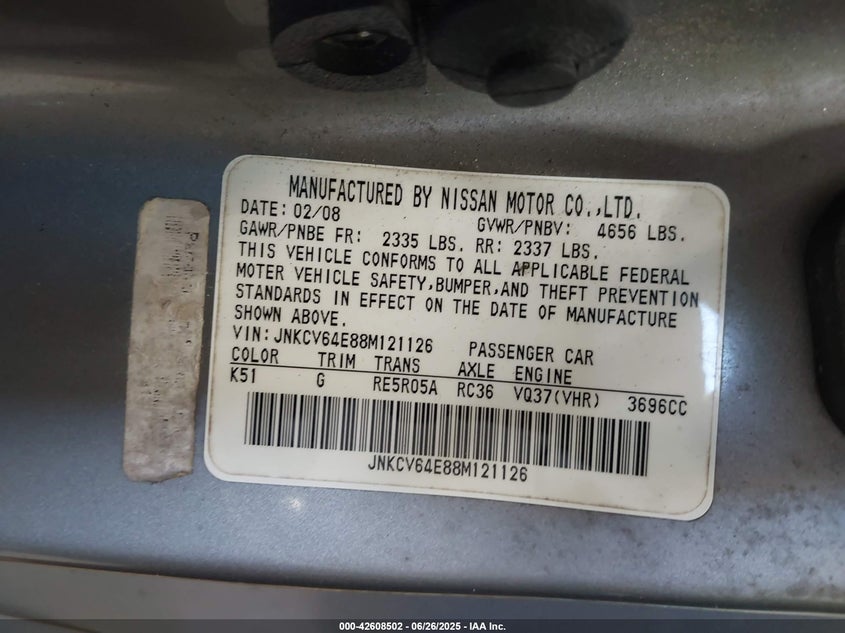 MANUFACTURED BY NISSAN MOTOR CO.,LTD.
DATE: 02/08 GVWR/PNBV: 4656 LBS.
GAWR/PNBE FR: 2335 LBS. RR: 2337 LBS.
THIS VEHICLE CONFORMS TO ALL APPLICABLE FEDERAL
MOTER VEHICLE SAFETY,BUMPER,AND THEFT PREVENTION
STANDARDS IN EFFECT ON THE DATE OF MANUFACTURE
SHOWN ABOVE.
VIN:JNKCV64E88M121126 PASSENGER CAR
COLOR TRIM TRANS AXLE ENGINE
K51 G RE5R05A RC36 VQ37(VHR) 3696CC
JNKCV64E88M121126
000-42608502 - 06/26/2025 - IAA Inc.